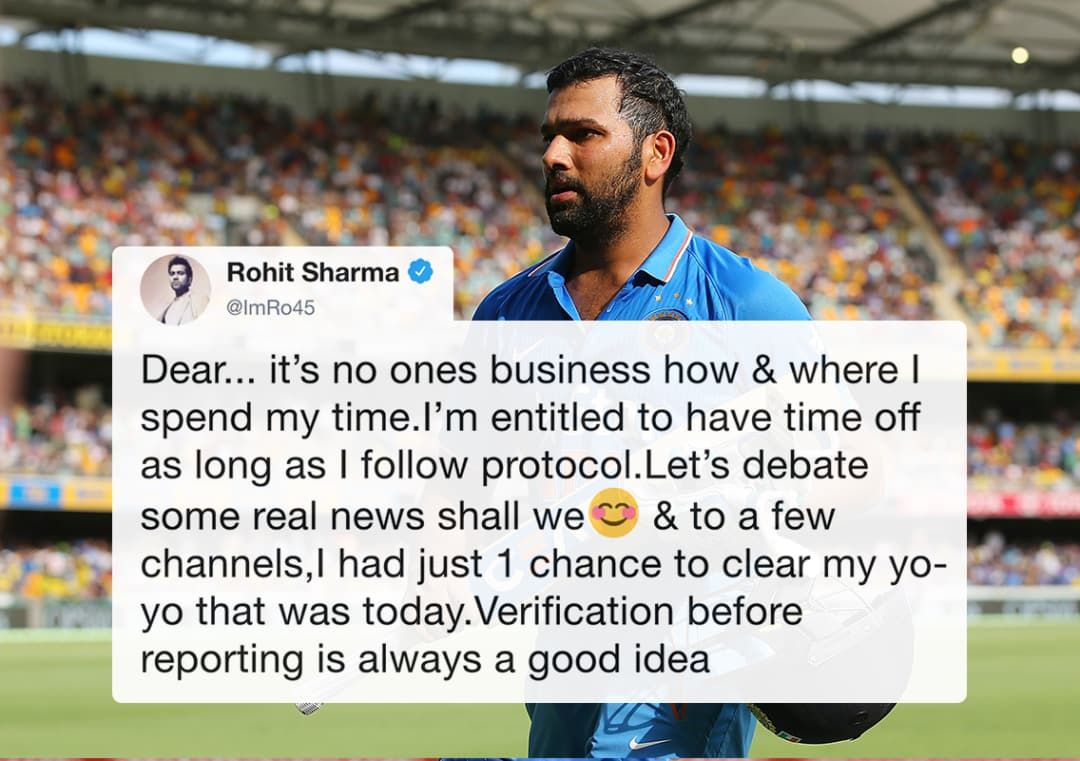 Rohit Sharma
@ImRo45
Dear... it’s no ones business how & where I
spend my time.I’m entitled to have time off
as long as I follow protocol.Let’s debate
some real news shall we😊 & to a few
channels,I had just 1 chance to clear my yo-
yo that was today.Verification before
reporting is always a good idea